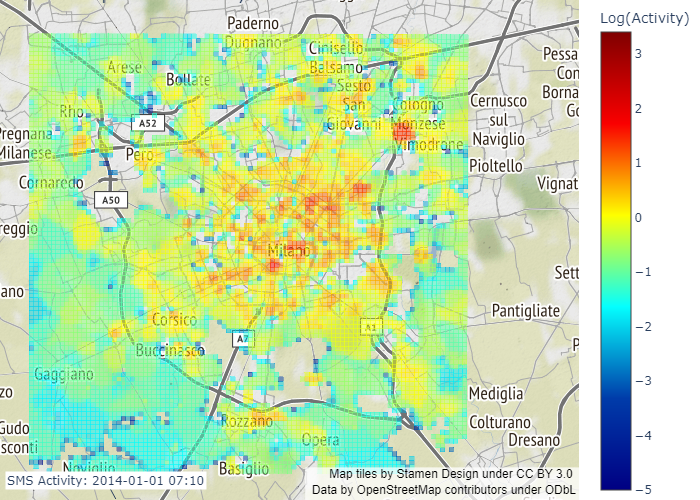 Log(Activity)
3
2
1
0
−1
−2
−3
−4
−5
Paderno
Dugnano
Cinisello
Balsamo
Arese
Bollate
Sesto
San
Giovanni
Cologno
Monzese
Vimodrone
Cernusco
sul
Naviglio
Pioltello
Pessa
Con
Borna
Go
Rho
A52
Pregnana
Milanese
Pero
Cornaredo
A50
Vignat
reggio
Milano
Sett
ano
Pantigliate
Corsico
A7
A1
Buccinasco
P
Gaggiano
zo
Mediglia
Rozzano
Colturano
Gudo
Dresano
sconti
Opera
Noviglio
Basiglio
SMS Activity: 2014-01-01 07:10
Map tiles by Stamen Design under CC BY 3.0
Data by OpenStreetMap contributors under ODbL